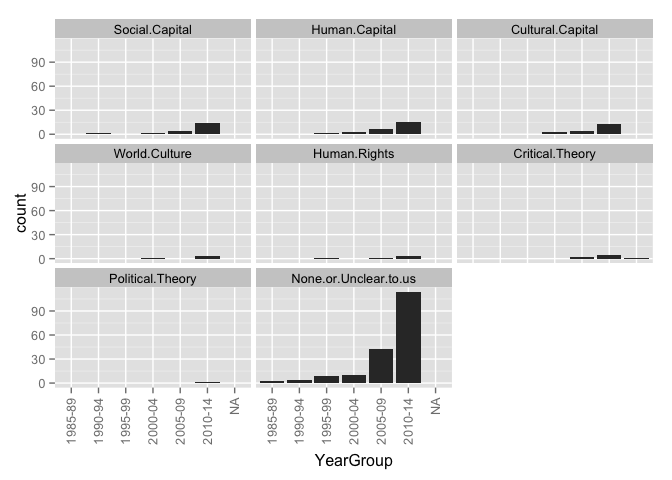 Social.Capital Human.Capital Cultural.Capital
90
60
30
0
World.Culture Human.Rights Critical.Theory
90
60
30
0
Political.Theory None.or.Unclear.to.us
90
60
30
0
count
1985-89 1990-94 1995-99 2000-04 2005-09 2010-14 NA 1985-89 1990-94 1995-99 2000-04 2005-09 2010-14 NA
YearGroup